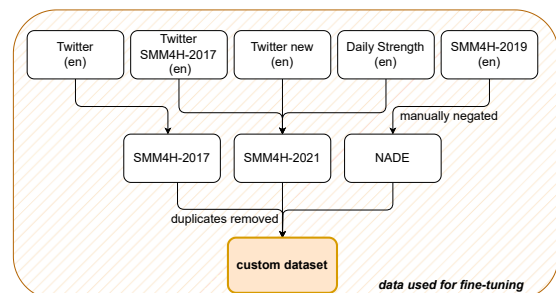 Twitter
(en)
Twitter
SMM4H-2017
(en)
Twitter new
(en)
Daily Strength
(en)
SMM4H-2019
(en)
manually negated
SMM4H-2017
SMM4H-2021
NADE
duplicates removed
custom dataset
data used for fine-tuning